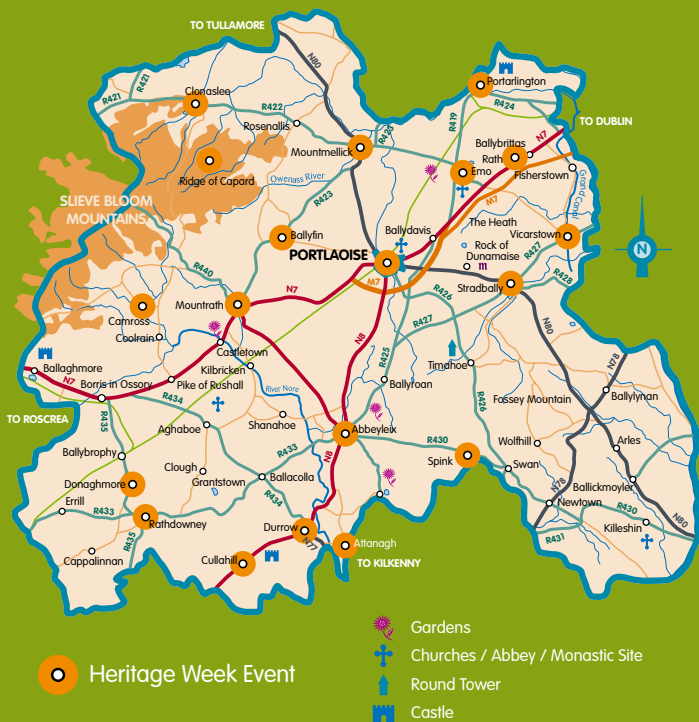 TO TULLAMORE
N80
Portarlington
R421
R421
Clonaslee
R424
R422
R419
TO DUBLIN
Rosenallis
R423
N7
Ballybrittas
Mountmellick
Rath
Emo
Fisherstown
Ridge of Capard
Owenass River
M7
Grand Canal
R423
SLIEVE BLOOM
MOUNTAINS
The Heath
Ballyfin
Ballydavis
Vicarstown
Rock of
Dunamaise
R427
PORTLAOISE
N
R440
R428
M7
Stradbally
N7
R426
Mountrath
Camross
R427
N80
Coolrain
N8
Castletown
R425
N78
Ballaghmore
Timahoe
Kilbricken
N7
Pike of Rushall
Ballyroan
Borris in Ossory
River Nore
Ballylynan
R434
R426
Fossey Mountain
TO ROSCREA
R435
Shanahoe
Aghaboe
Abbeyleix
R433
R430
Wolfhill
Arles
Ballybrophy
N8
Spink
Clough
Swan
Donaghmore
Grantstown
Ballacolla
Ballickmoyler
N78
R434
Errill
Newtown
R433
R430
Rathdowney
Durrow
Killeshin
N80
R435
N77
R431
Attanagh
Cappalinnan
Cullahill
TO KILKENNY
Gardens
Churches / Abbey / Monastic Site
Heritage Week Event
Round Tower
Castle